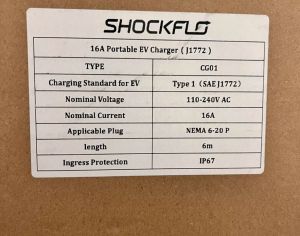 SHOCKFLO
16A Portable EV Charger ( J1772 )
TYPE CG01
Charging Standard for EV Type 1 (SAE J1772)
Nominal Voltage 110-240V AC
Nominal Current 16A
Applicable Plug NEMA 6-20 P
length 6m
Ingress Protection IP67